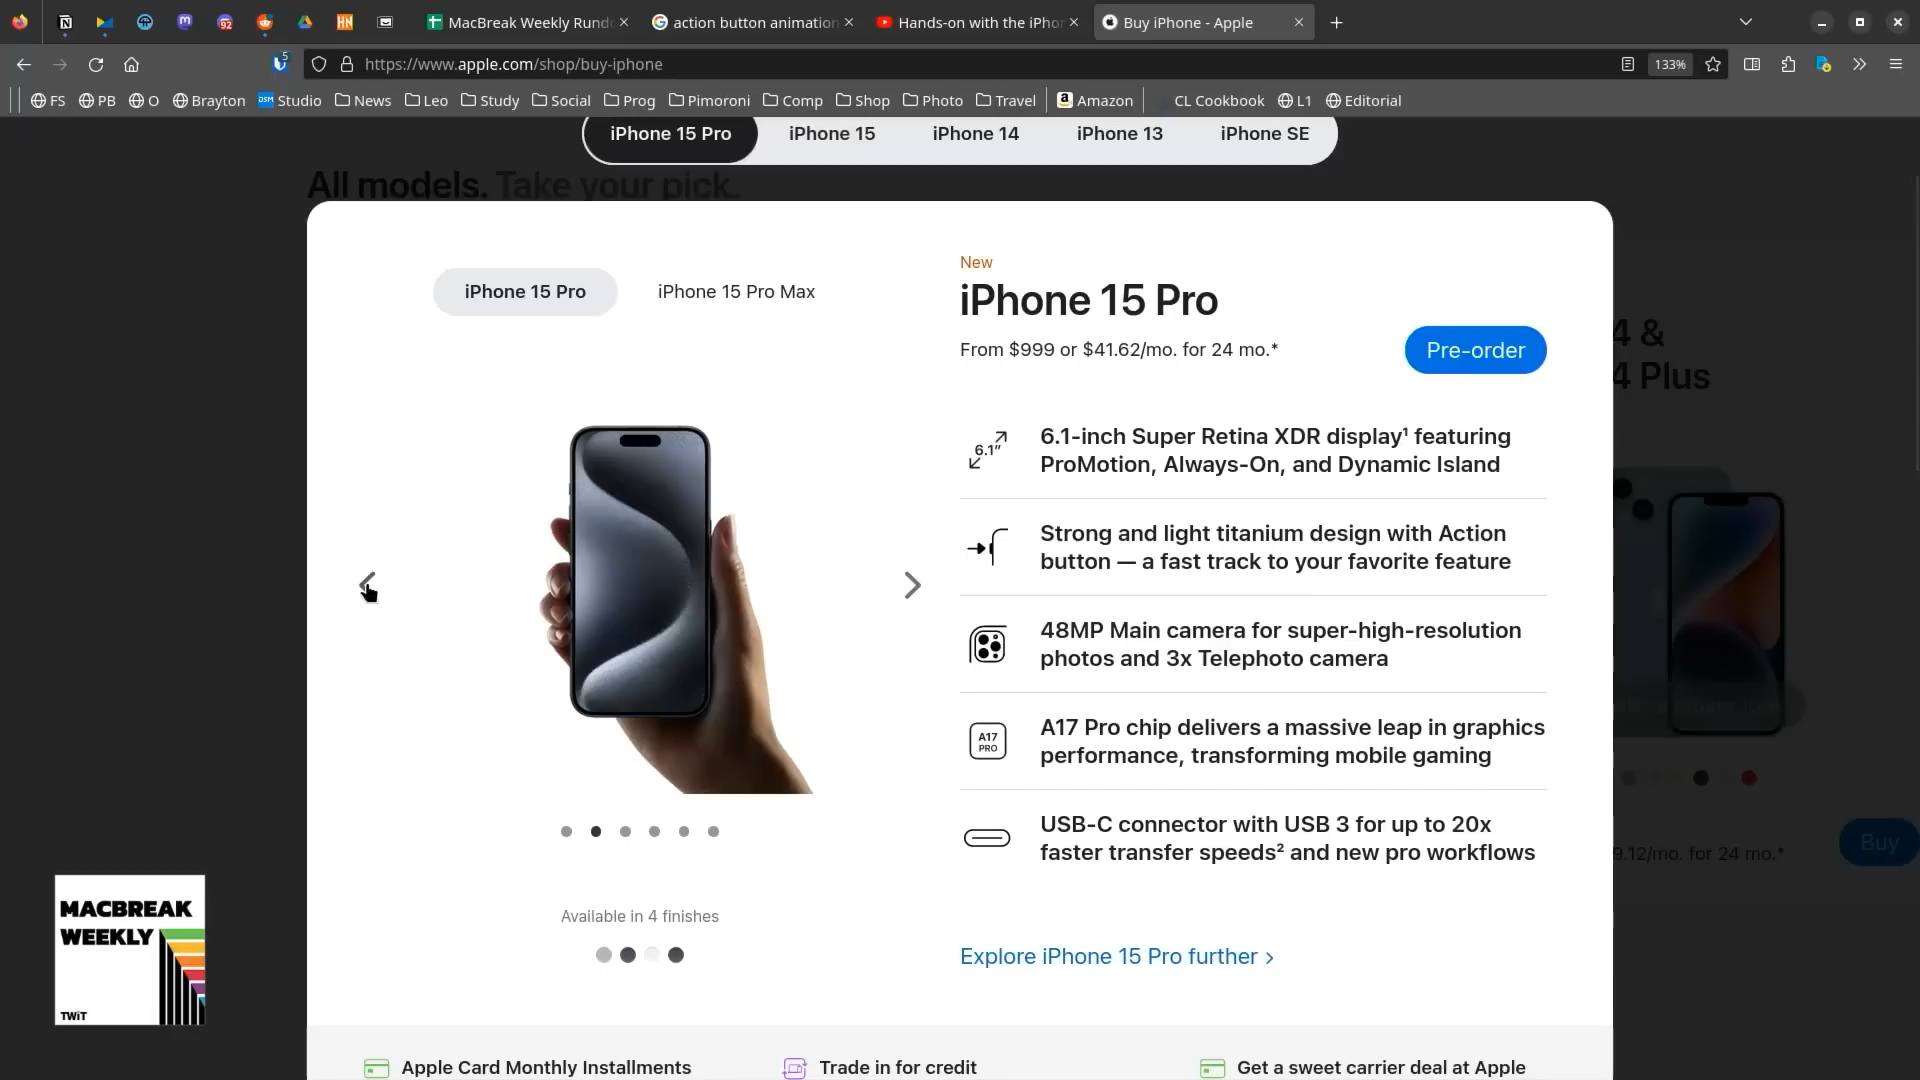 MacBreak Weekly Rund
action button animation
Hands-on with the iPhon
Buy iPhone - Apple
5
https://www.apple.com/shop/buy-iphone
133%
FS
PB
O
Brayton
DSM Studio
News
Leo
Study
Social
Prog
Pimoroni
Comp
Shop
Photo
Travel
a Amazon
CL Cookbook
L1
Editorial
iPhone 15 Pro
iPhone 15
iPhone 14
iPhone 13
iPhone SE
All models. Take your pick.
iPhone 15 Pro
iPhone 15 Pro Max
New
iPhone 15 Pro
From $999 or $41.62/mo. for 24 mo.*
Pre-order
6.1"
6.1-inch Super Retina XDR display¹ featuring
ProMotion, Always-On, and Dynamic Island
Strong and light titanium design with Action
button — a fast track to your favorite feature
48MP Main camera for super-high-resolution
photos and 3x Telephoto camera
A17
PRO
A17 Pro chip delivers a massive leap in graphics
performance, transforming mobile gaming
USB-C connector with USB 3 for up to 20x
faster transfer speeds² and new pro workflows
Available in 4 finishes
Explore iPhone 15 Pro further >
4 &
4 Plus
9.12/mo. for 24 mo.*
Buy
MACBREAK
WEEKLY
TWiT
Apple Card Monthly Installments
Trade in for credit
Get a sweet carrier deal at Apple